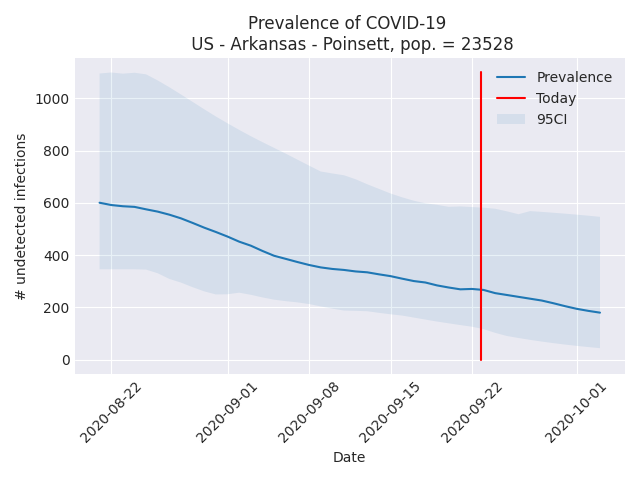 Prevalence of COVID-19
US - Arkansas - Poinsett, pop. = 23528
Prevalence
Today
95CI
# undetected infections
1000
800
600
400
200
0
2020-08-22
2020-09-01
2020-09-08
2020-09-15
2020-09-22
2020-10-01
Date